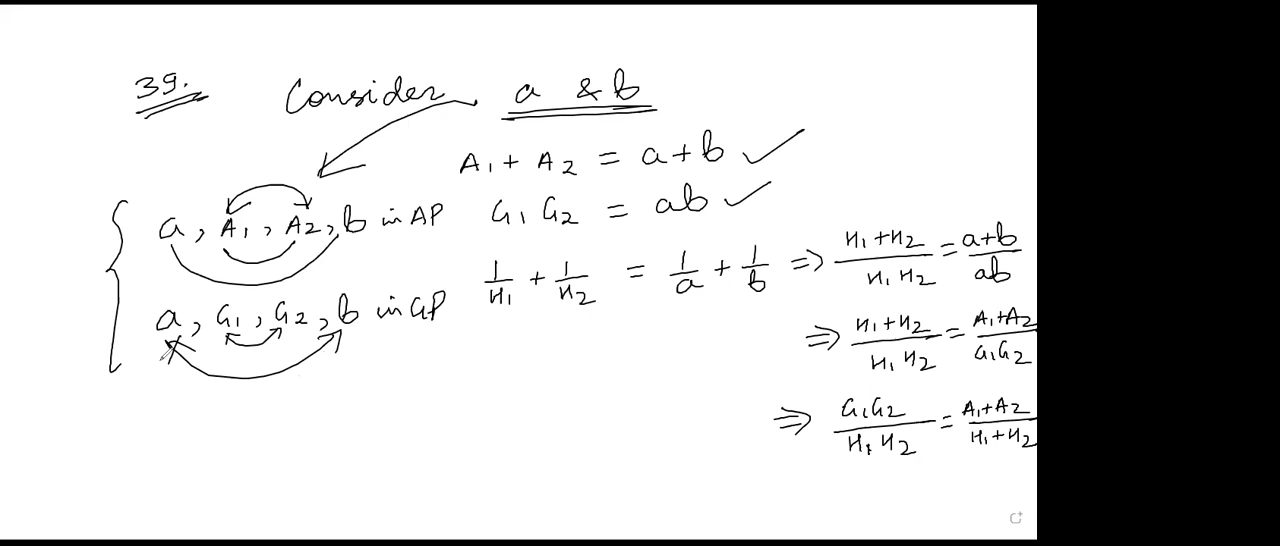 39. Consider a & b
A₁ + A₂ = a+b ✓
a, A₁, A₂, b in AP G₁ G₂ = ab ✓
1/H₁ + 1/H₂ = 1/a + 1/b ⇒ (H₁+H₂)/(H₁H₂) = (a+b)/(ab)
a, G₁, G₂, b in GP
⇒ (H₁+H₂)/(H₁H₂) = (A₁+A₂)/(G₁G₂)
⇒ (G₁G₂)/(H₁H₂) = (A₁+A₂)/(H₁+H₂)